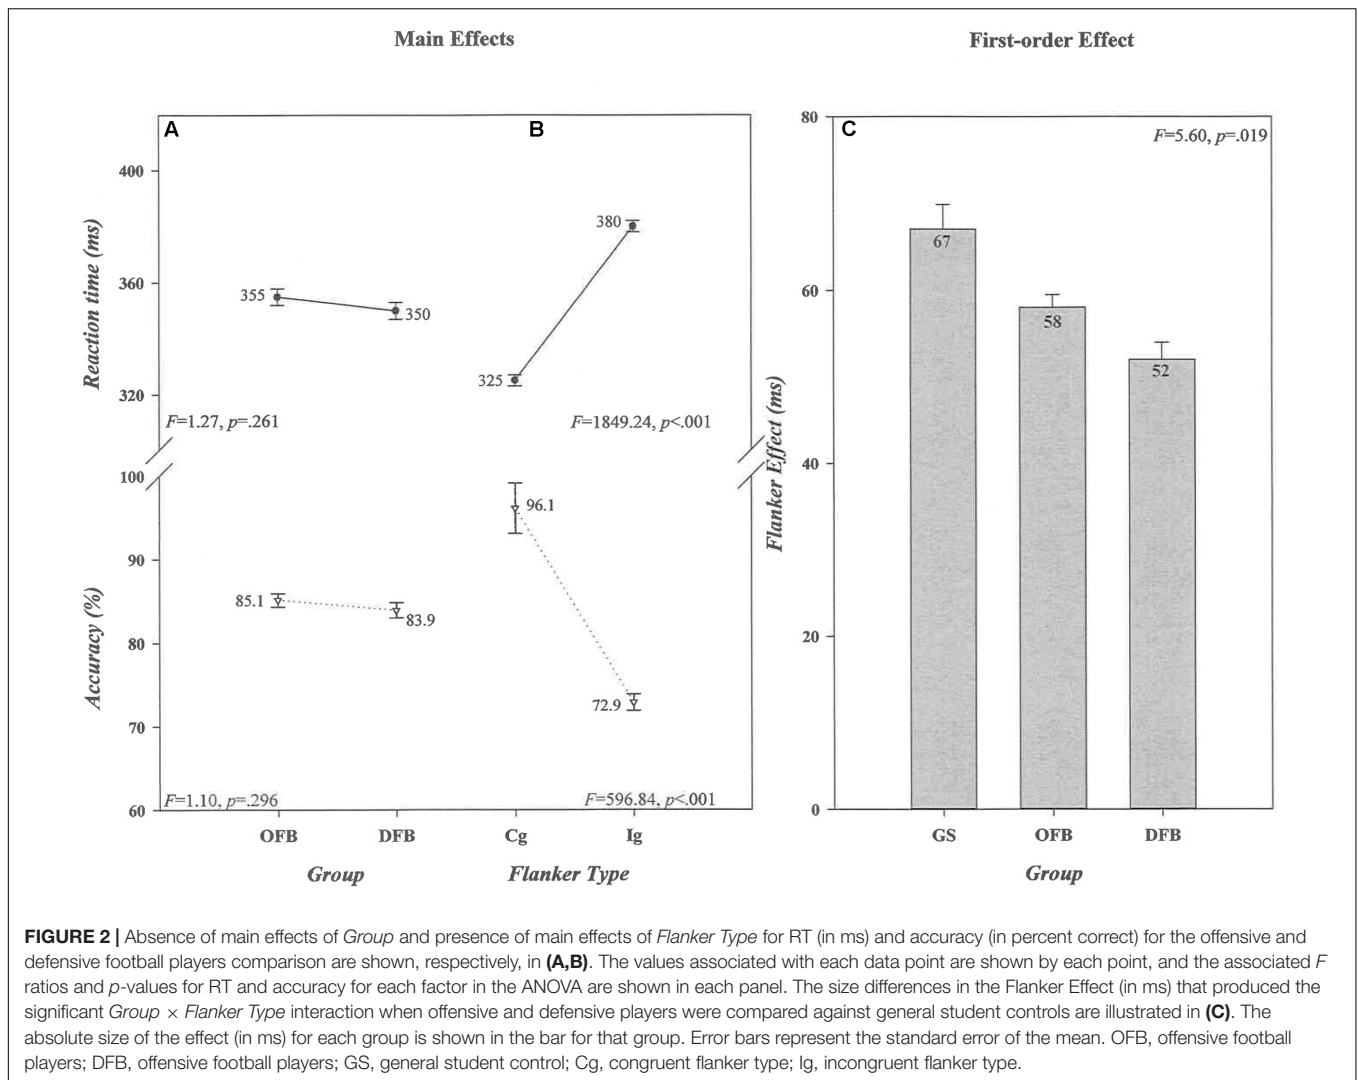 Main Effects
First-order Effect
A
B
400
360
320
Reaction time (ms)
355
350
325
380
F=1.27, p=.261
F=1849.24, p<.001
100
90
80
70
60
Accuracy (%)
85.1
83.9
96.1
72.9
F=1.10, p=.296
F=596.84, p<.001
OFB
DFB
Cg
Ig
Group
Flanker Type
C
F=5.60, p=.019
80
60
40
20
0
Flanker Effect (ms)
67
58
52
GS
OFB
DFB
Group
FIGURE 2 | Absence of main effects of Group and presence of main effects of Flanker Type for RT (in ms) and accuracy (in percent correct) for the offensive and
defensive football players comparison are shown, respectively, in (A,B). The values associated with each data point are shown by each point, and the associated F
ratios and p-values for RT and accuracy for each factor in the ANOVA are shown in each panel. The size differences in the Flanker Effect (in ms) that produced the
significant Group × Flanker Type interaction when offensive and defensive players were compared against general student controls are illustrated in (C). The
absolute size of the effect (in ms) for each group is shown in the bar for that group. Error bars represent the standard error of the mean. OFB, offensive football
players; DFB, offensive football players; GS, general student control; Cg, congruent flanker type; Ig, incongruent flanker type.